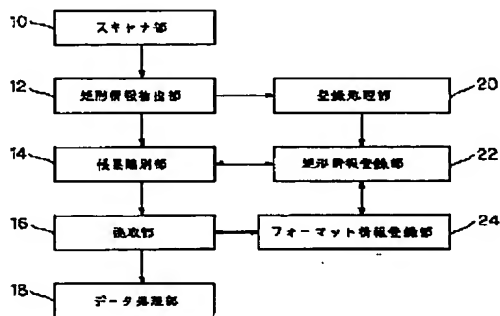 10 スキャナ部
12 矩形情報抽出部
登録処理部 20
14 帳票識別部
矩形情報登録部 22
16 読取部
フォーマット情報登録部 24
18 データ処理部